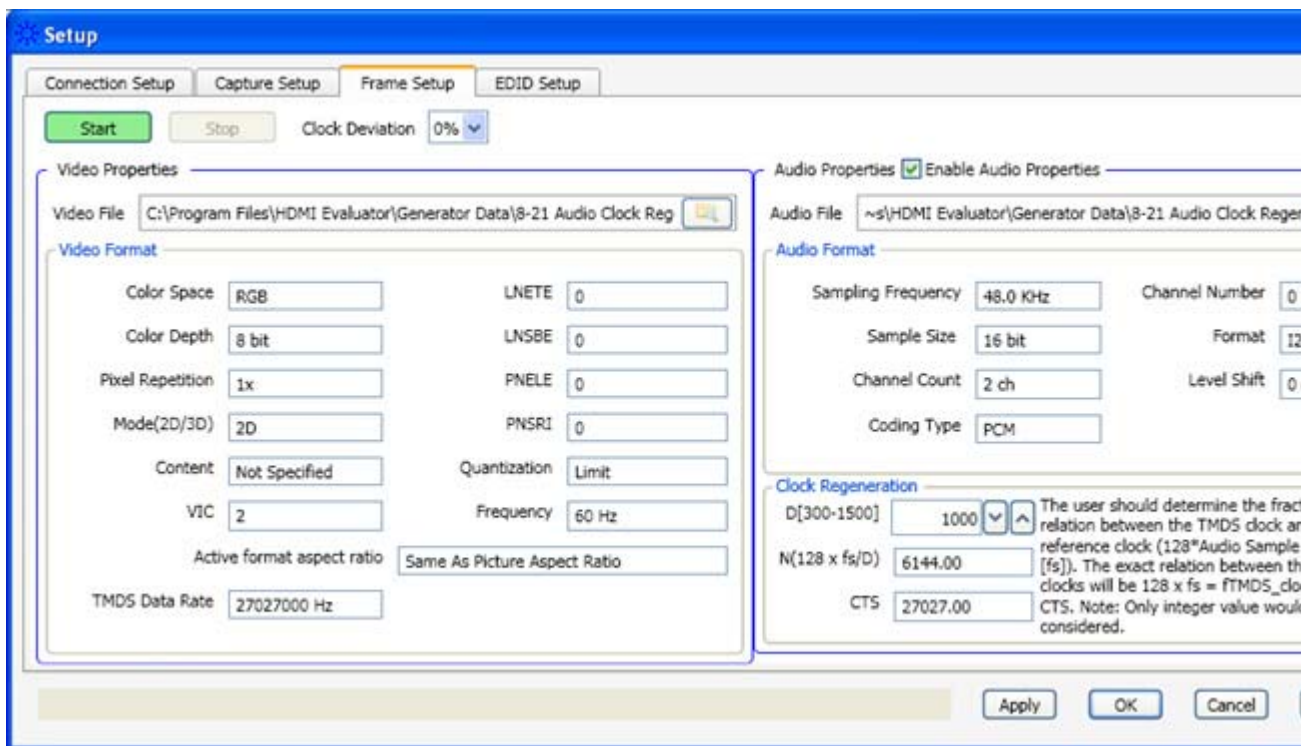 Setup
Connection Setup Capture Setup Frame Setup EDID Setup
Start Stop Clock Deviation 0%
Video Properties
Video File C:\Program Files\HDMI Evaluator\Generator Data\8-21 Audio Clock Reg
Video Format
Color Space RGB LNETE 0
Color Depth 8 bit LNSBE 0
Pixel Repetition 1x PNELE 0
Mode(2D/3D) 2D PNSRI 0
Content Not Specified Quantization Limit
VIC 2 Frequency 60 Hz
Active format aspect ratio Same As Picture Aspect Ratio
TMDS Data Rate 27027000 Hz
Audio Properties Enable Audio Properties
Audio File ~s\HDMI Evaluator\Generator Data\8-21 Audio Clock Reger
Audio Format
Sampling Frequency 48.0 KHz Channel Number 0
Sample Size 16 bit Format I2
Channel Count 2 ch Level Shift 0
Coding Type PCM
Clock Regeneration
D[300-1500] 1000
N(128 x fs/D) 6144.00
CTS 27027.00
The user should determine the fract
relation between the TMDS clock an
reference clock (128*Audio Sample
[fs]). The exact relation between th
clocks will be 128 x fs = fTMDS_clo
CTS. Note: Only integer value would
considered.
Apply OK Cancel